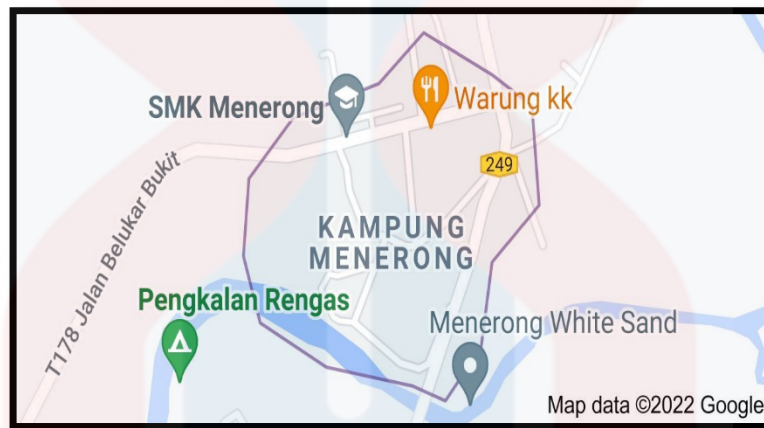 SMK Menerong
Warung kk
249
KAMPUNG
MENERONG
T178 Jalan Belukar Bukit
Pengkalan Rengas
Menerong White Sand
Map data ©2022 Google